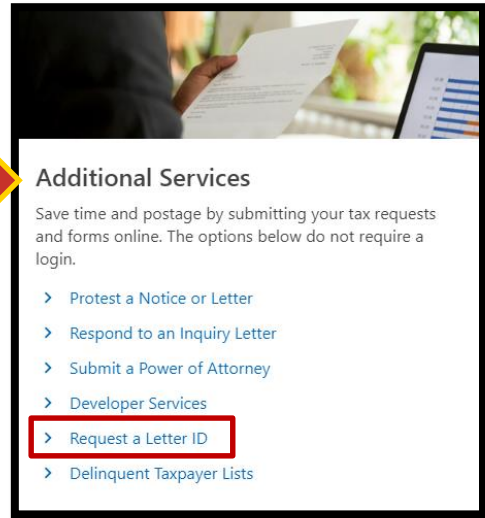 Additional Services
Save time and postage by submitting your tax requests
and forms online. The options below do not require a
login.
> Protest a Notice or Letter
> Respond to an Inquiry Letter
> Submit a Power of Attorney
> Developer Services
> Request a Letter ID
> Delinquent Taxpayer Lists